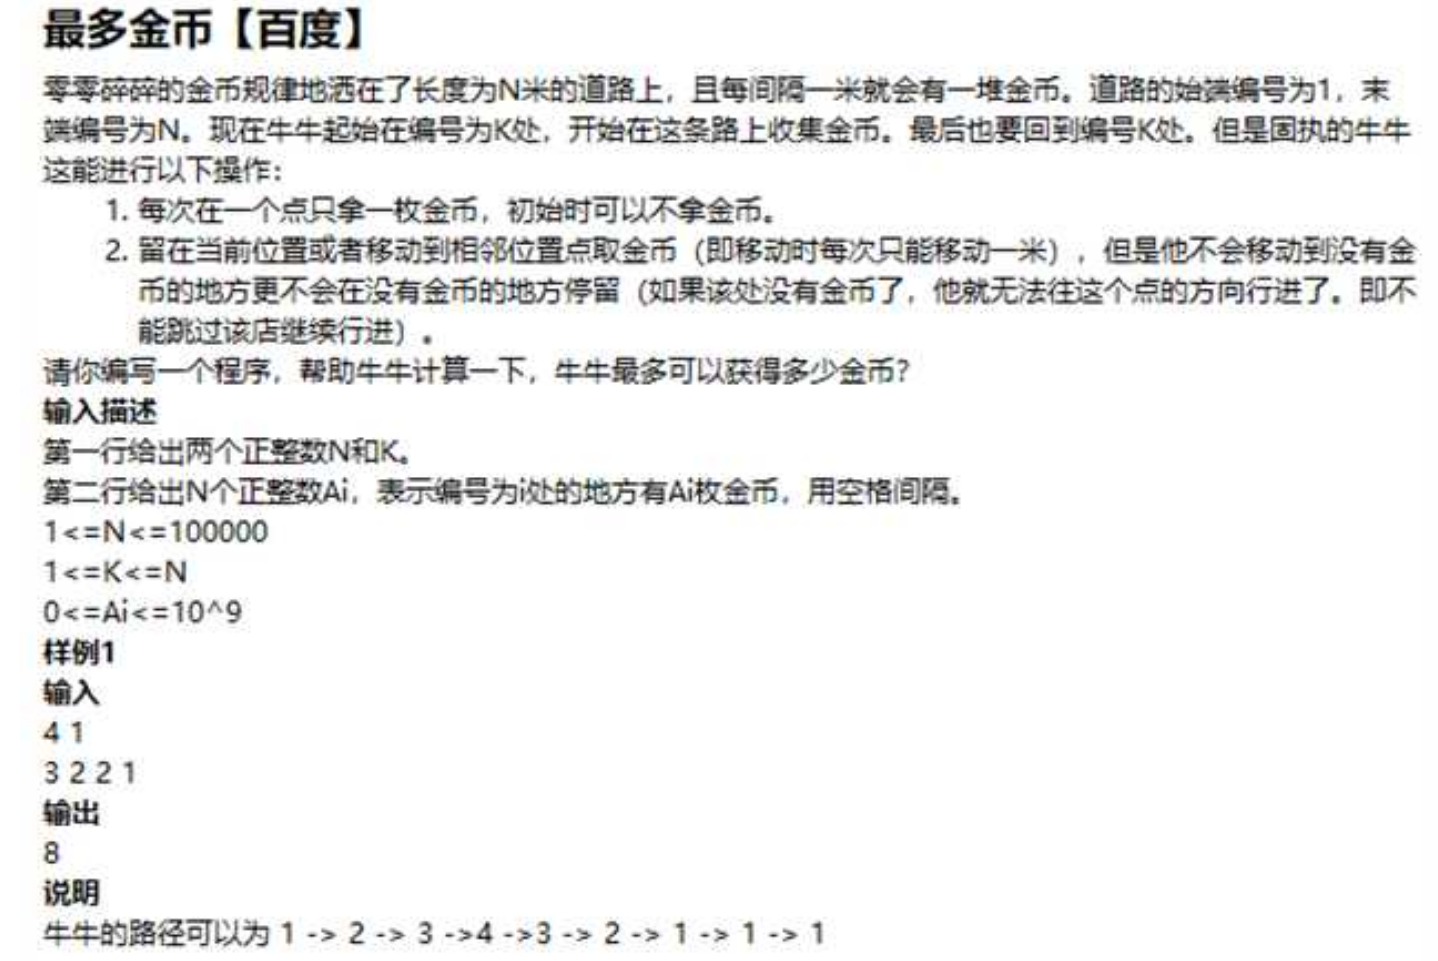 最多金币【百度】
零零碎碎的金币规律地洒在了长度为N米的道路上，且每间隔一米就会有一堆金币。道路的始端编号为1，末
端编号为N。现在牛牛起始在编号为K处，开始在这条路上收集金币。最后也要回到编号K处。但是固执的牛牛
这能进行以下操作：
1. 每次在一个点只拿一枚金币，初始时可以不拿金币。
2. 留在当前位置或者移动到相邻位置点取金币（即移动时每次只能移动一米），但是他不会移动到没有金
币的地方更不会在没有金币的地方停留（如果该处没有金币了，他就无法往这个点的方向行进了。即不
能跳过该店继续行进）。
请你编写一个程序，帮助牛牛计算一下，牛牛最多可以获得多少金币？
输入描述
第一行给出两个正整数N和K。
第二行给出N个正整数Ai，表示编号为i处的地方有Ai枚金币，用空格间隔。
1<=N<=100000
1<=K<=N
0<=Ai<=10^9
样例1
输入
4 1
3 2 2 1
输出
8
说明
牛牛的路径可以为 1 -> 2 -> 3 ->4 ->3 -> 2 -> 1 -> 1 -> 1